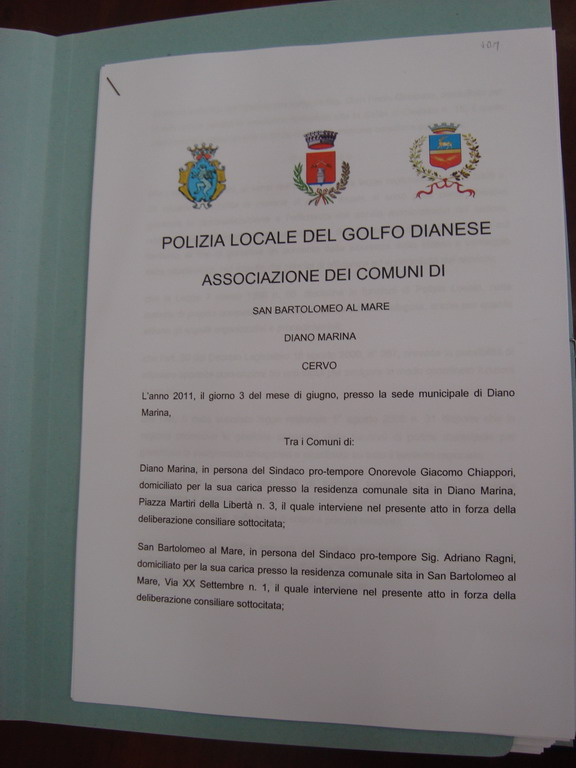 POLIZIA LOCALE DEL GOLFO DIANESE
ASSOCIAZIONE DEI COMUNI DI
SAN BARTOLOMEO AL MARE
DIANO MARINA
CERVO
L'anno 2011, il giorno 3 del mese di giugno, presso la sede municipale di Diano
Marina,
Tra i Comuni di:
Diano Marina, in persona del Sindaco pro-tempore Onorevole Giacomo Chiappori,
domiciliato per la sua carica presso la residenza comunale sita in Diano Marina,
Piazza Martiri della Libertà n. 3, il quale interviene nel presente atto in forza della
deliberazione consiliare sottocitata;
San Bartolomeo al Mare, in persona del Sindaco pro-tempore Sig. Adriano Ragni,
domiciliato per la sua carica presso la residenza comunale sita in San Bartolomeo al
Mare, Via XX Settembre n. 1, il quale interviene nel presente atto in forza della
deliberazione consiliare sottocitata;